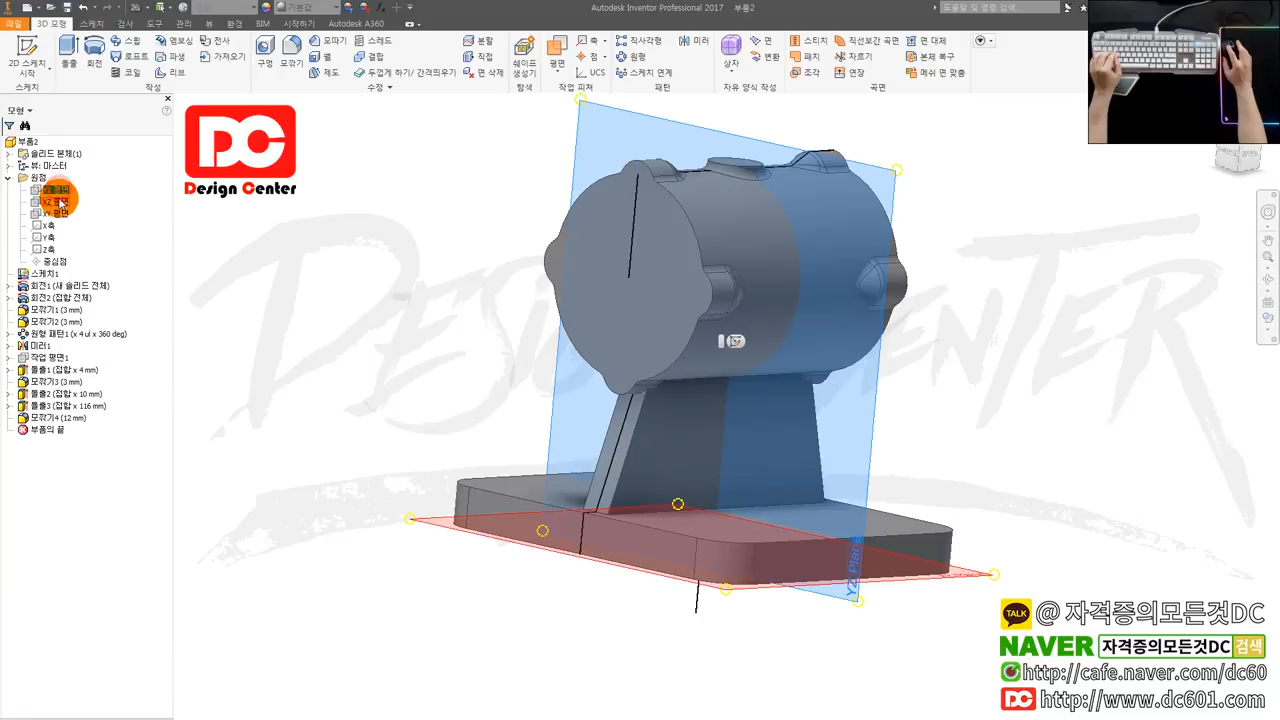 Autodesk Inventor Professional 2017 부품2
도움말 및 명령 검색
기본값
파일 3D 모형 스케치 검사 도구 관리 뷰 환경 BIM 시작하기 Autodesk A360
2D 스케치 시작
스케치
돌출 회전 스윕 로프트 코일 엠보싱 파생 리브 전사 가져오기
작성
구멍 모깎기 모따기 쉘 제도 스레드 결합 두껍게 하기/ 간격띄우기 분할 직접 면 삭제
수정
쉐이프 생성기
탐색
평면 축 점 UCS
작업 피쳐
직사각형 원형 스케치 연계 미러
패턴
상자 면 변환
자유 양식 작성
스티치 패치 조각 직선보간 곡면 자르기 연장 면 대체 본체 복구 메쉬 면 맞춤
곡면
모형
부품2
솔리드 본체(1)
뷰: 마스터
원점
YZ 평면
XZ 평면
XY 평면
X축
Y축
Z축
중심점
스케치1
회전1 (새 솔리드 전체)
회전2 (접합 전체)
모깎기1 (3 mm)
모깎기2 (3 mm)
원형 패턴1 (x 4 ul x 360 deg)
미러1
작업 평면1
돌출1 (접합 x 4 mm)
모깎기3 (3 mm)
돌출2 (접합 x 10 mm)
돌출3 (접합 x 116 mm)
모깎기4 (12 mm)
부품의 끝
DC
Design Center
DESIGN CENTER
YZ Plane
TALK @ 자격증의모든것DC
NAVER 자격증의모든것DC 검색
http://cafe.naver.com/dc60
DC http://www.dc601.com